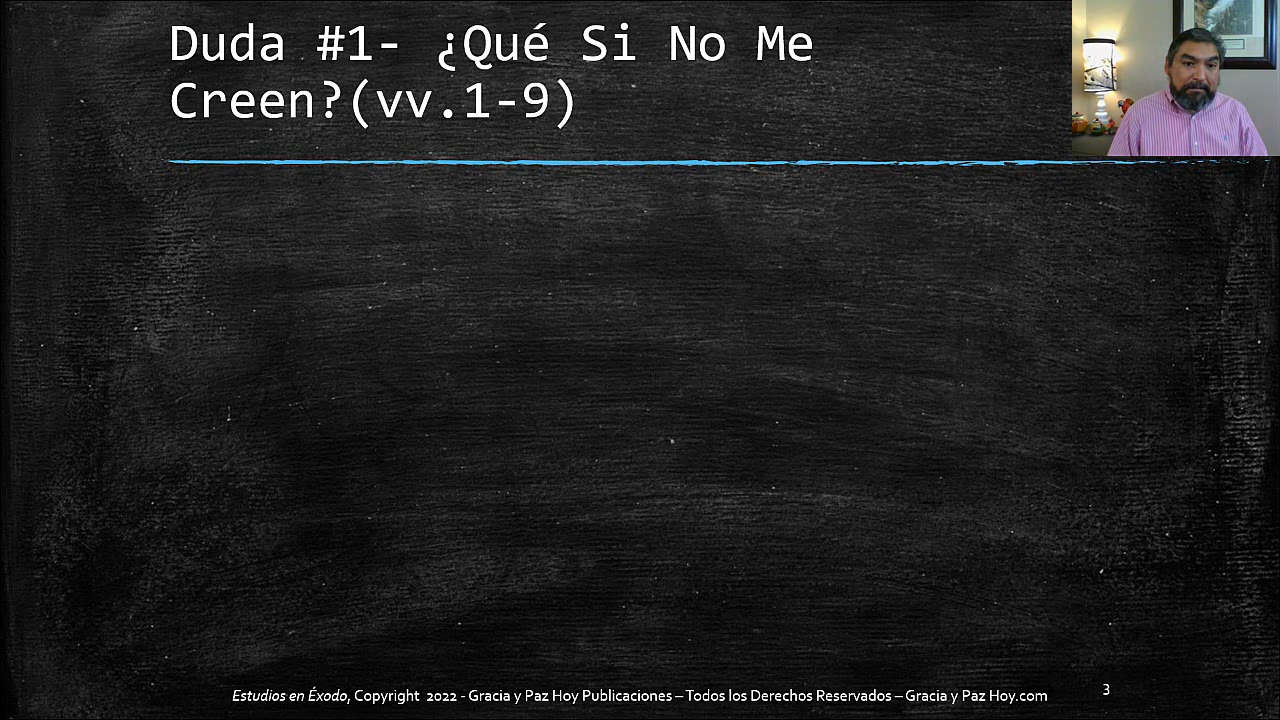 Duda #1- ¿Qué Si No Me
Creen?(vv.1-9)
Estudios en Éxodo, Copyright 2022 - Gracia y Paz Hoy Publicaciones – Todos los Derechos Reservados – Gracia y Paz Hoy.com
3